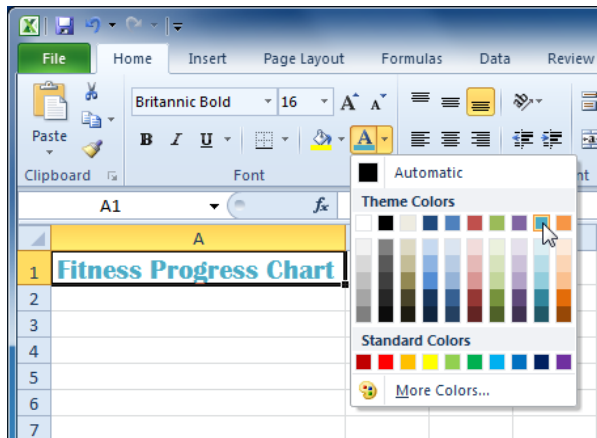 File Home Insert Page Layout Formulas Data Review
Britannic Bold 16 A A
Paste B I U A
Clipboard Font
A1 fx
Automatic
Theme Colors
Standard Colors
More Colors...
A
1 Fitness Progress Chart
2
3
4
5
6
7